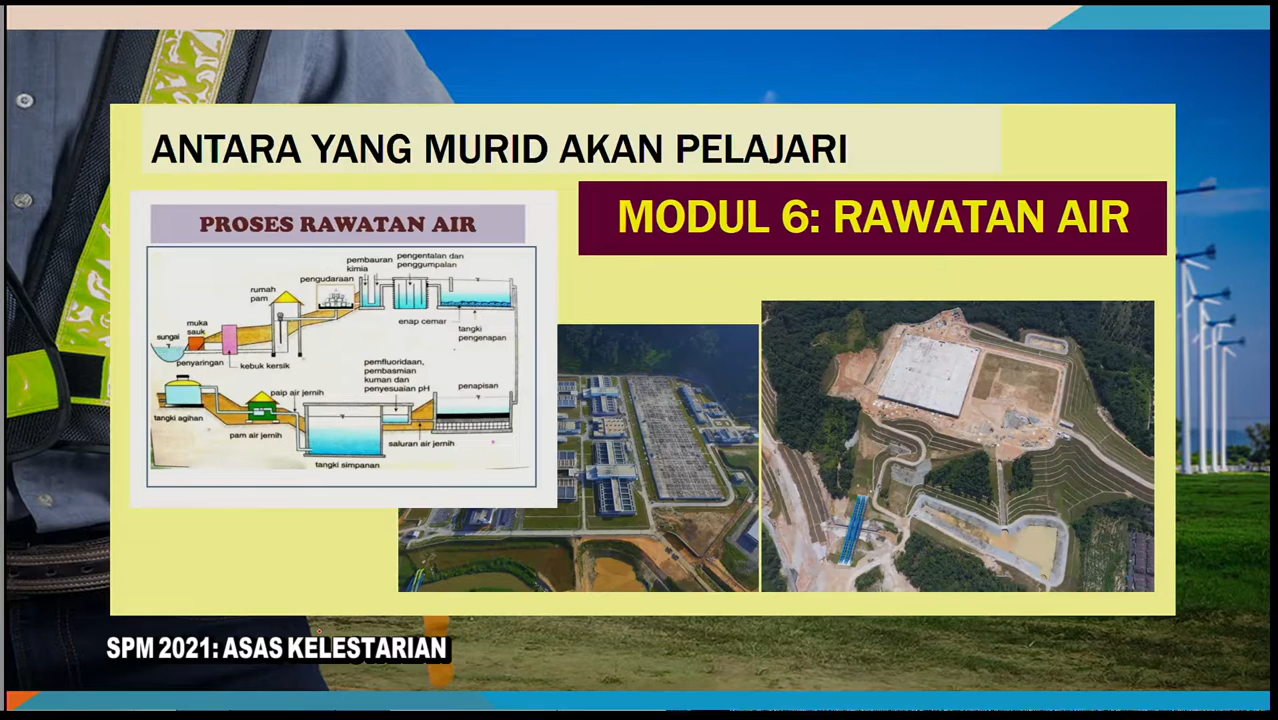 ANTARA YANG MURID AKAN PELAJARI
MODUL 6: RAWATAN AIR
PROSES RAWATAN AIR
pembauran
kimia
pengentalan dan
penggumpalan
pengudaraan
rumah
pam
muka
sauk
sungai
enap cemar
tangki
pengenapan
penyaringan
kebuk kersik
pemfluoridaan,
pembasmian
kuman dan
penyesuaian pH
penapisan
paip air jernih
tangki agihan
pam air jernih
saluran air jernih
tangki simpanan
SPM 2021: ASAS KELESTARIAN